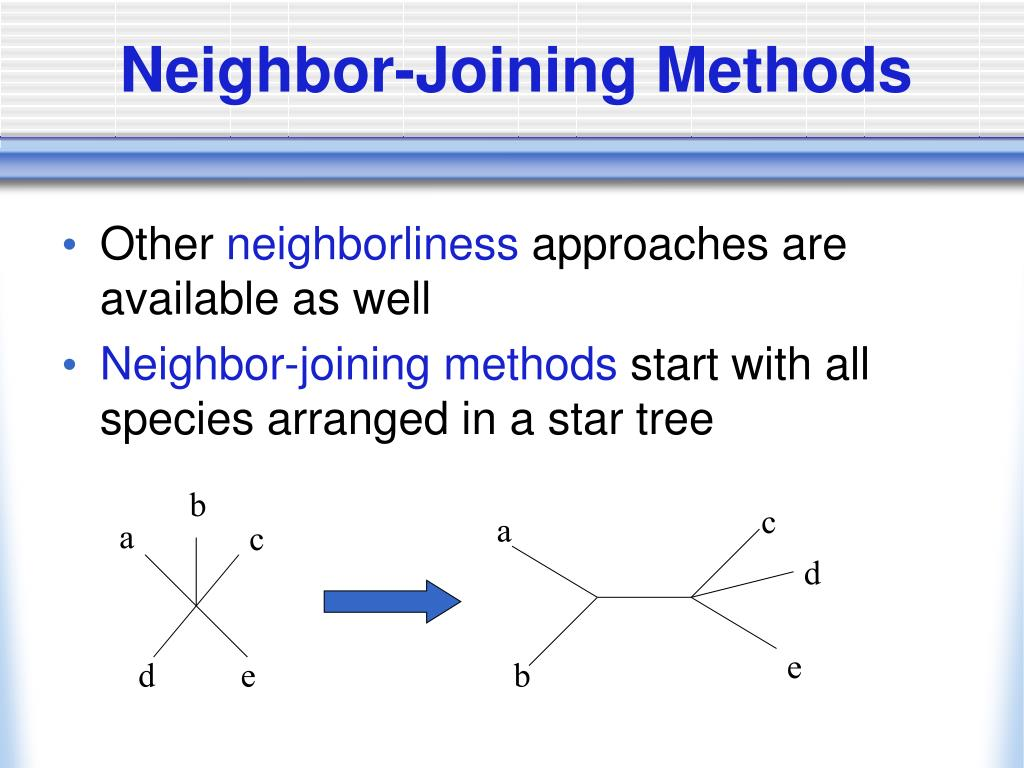 Neighbor-Joining Methods
• Other neighborliness approaches are
available as well
• Neighbor-joining methods start with all
species arranged in a star tree
b
a
c
d
e
a
c
d
b
e